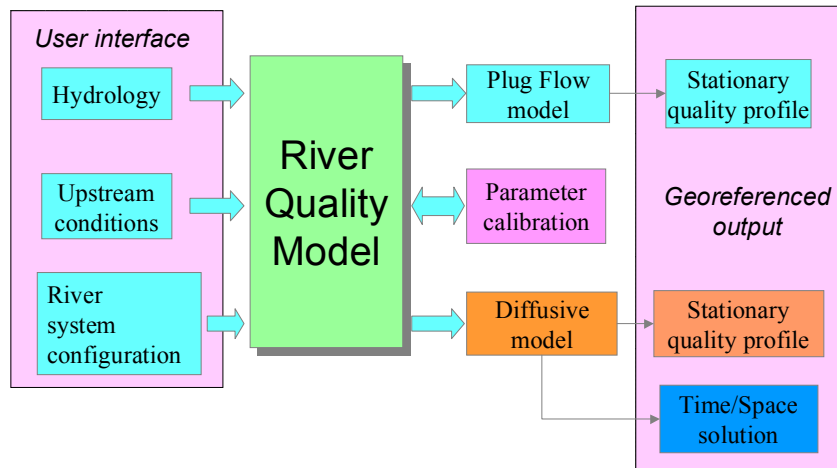 User interface
Hydrology
Upstream
conditions
River
system
configuration
River
Quality
Model
Plug Flow
model
Parameter
calibration
Diffusive
model
Stationary
quality profile
Georeferenced
output
Stationary
quality profile
Time/Space
solution